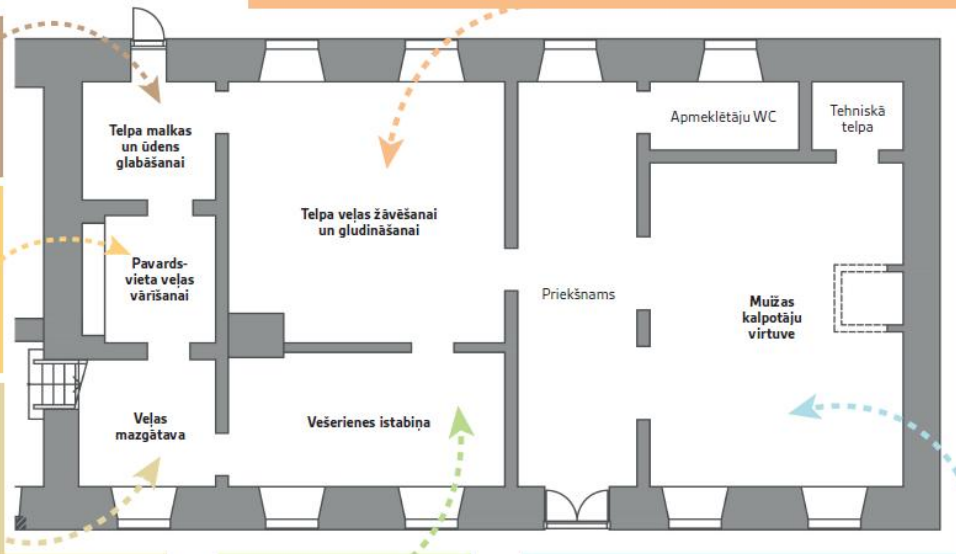 Telpa malkas
un ūdens
glabāšanai
Telpa veļas žāvēšanai
un gludināšanai
Apmeklētāju WC
Tehniskā
telpa
Pavards-
vieta veļas
vārīšanai
Priekšnams
Muižas
kalpotāju
virtuve
Veļas
mazgātava
Vešerienes istabiņa